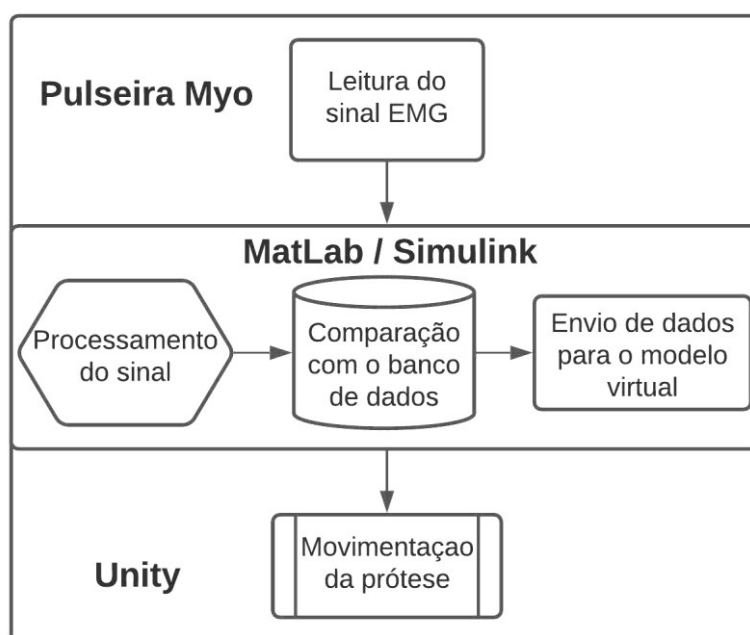 Pulseira Myo
Leitura do
sinal EMG
MatLab / Simulink
Processamento
do sinal
Comparação
com o banco
de dados
Envio de dados
para o modelo
virtual
Unity
Movimentaçao
da prótese